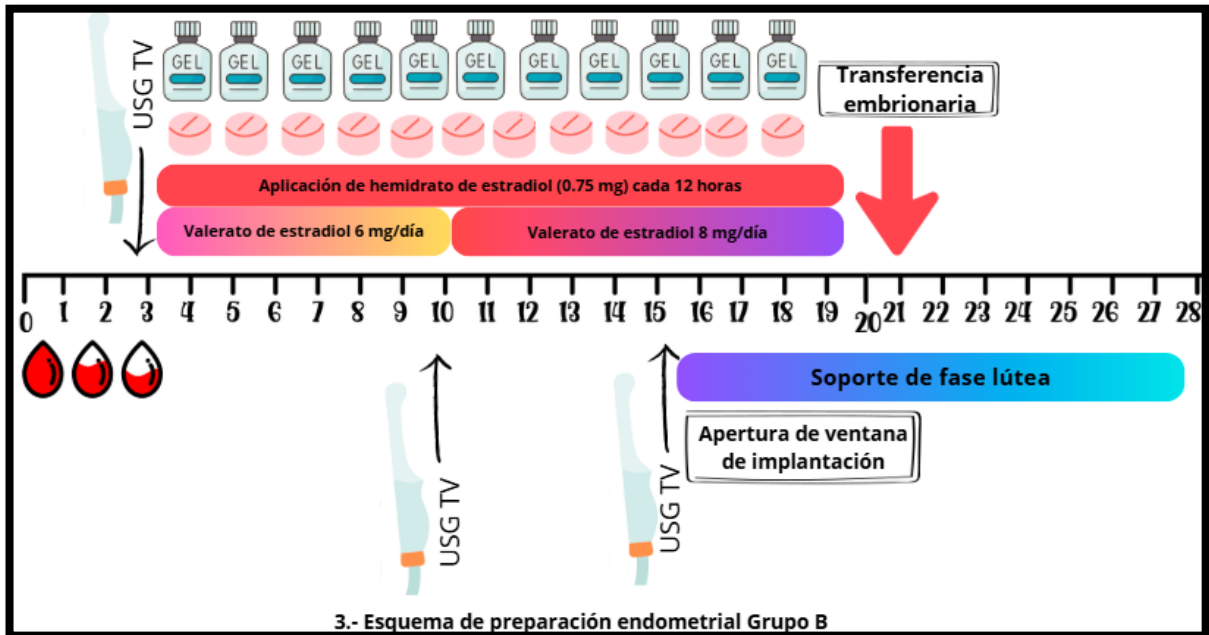 USG TV
GEL GEL GEL GEL GEL GEL GEL GEL GEL GEL GEL
Transferencia
embrionaria
Aplicación de hemidrato de estradiol (0.75 mg) cada 12 horas
Valerato de estradiol 6 mg/día
Valerato de estradiol 8 mg/día
0 1 2 3 4 5 6 7 8 9 10 11 12 13 14 15 16 17 18 19 20 21 22 23 24 25 26 27 28
Soporte de fase lútea
Apertura de ventana
de implantación
USG TV
USG TV
3.- Esquema de preparación endometrial Grupo B